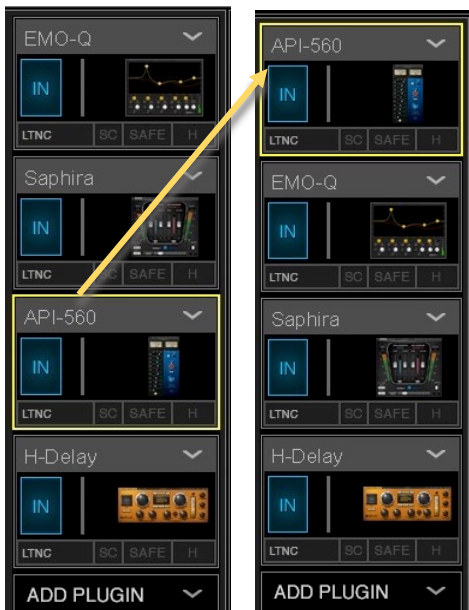 EMO-Q
IN
LTNC SC SAFE H
Saphira
IN
LTNC SC SAFE H
API-560
IN
LTNC SC SAFE H
H-Delay
IN
LTNC SC SAFE H
ADD PLUGIN
API-560
IN
LTNC SC SAFE H
EMO-Q
IN
LTNC SC SAFE H
Saphira
IN
LTNC SC SAFE H
H-Delay
IN
LTNC SC SAFE H
ADD PLUGIN